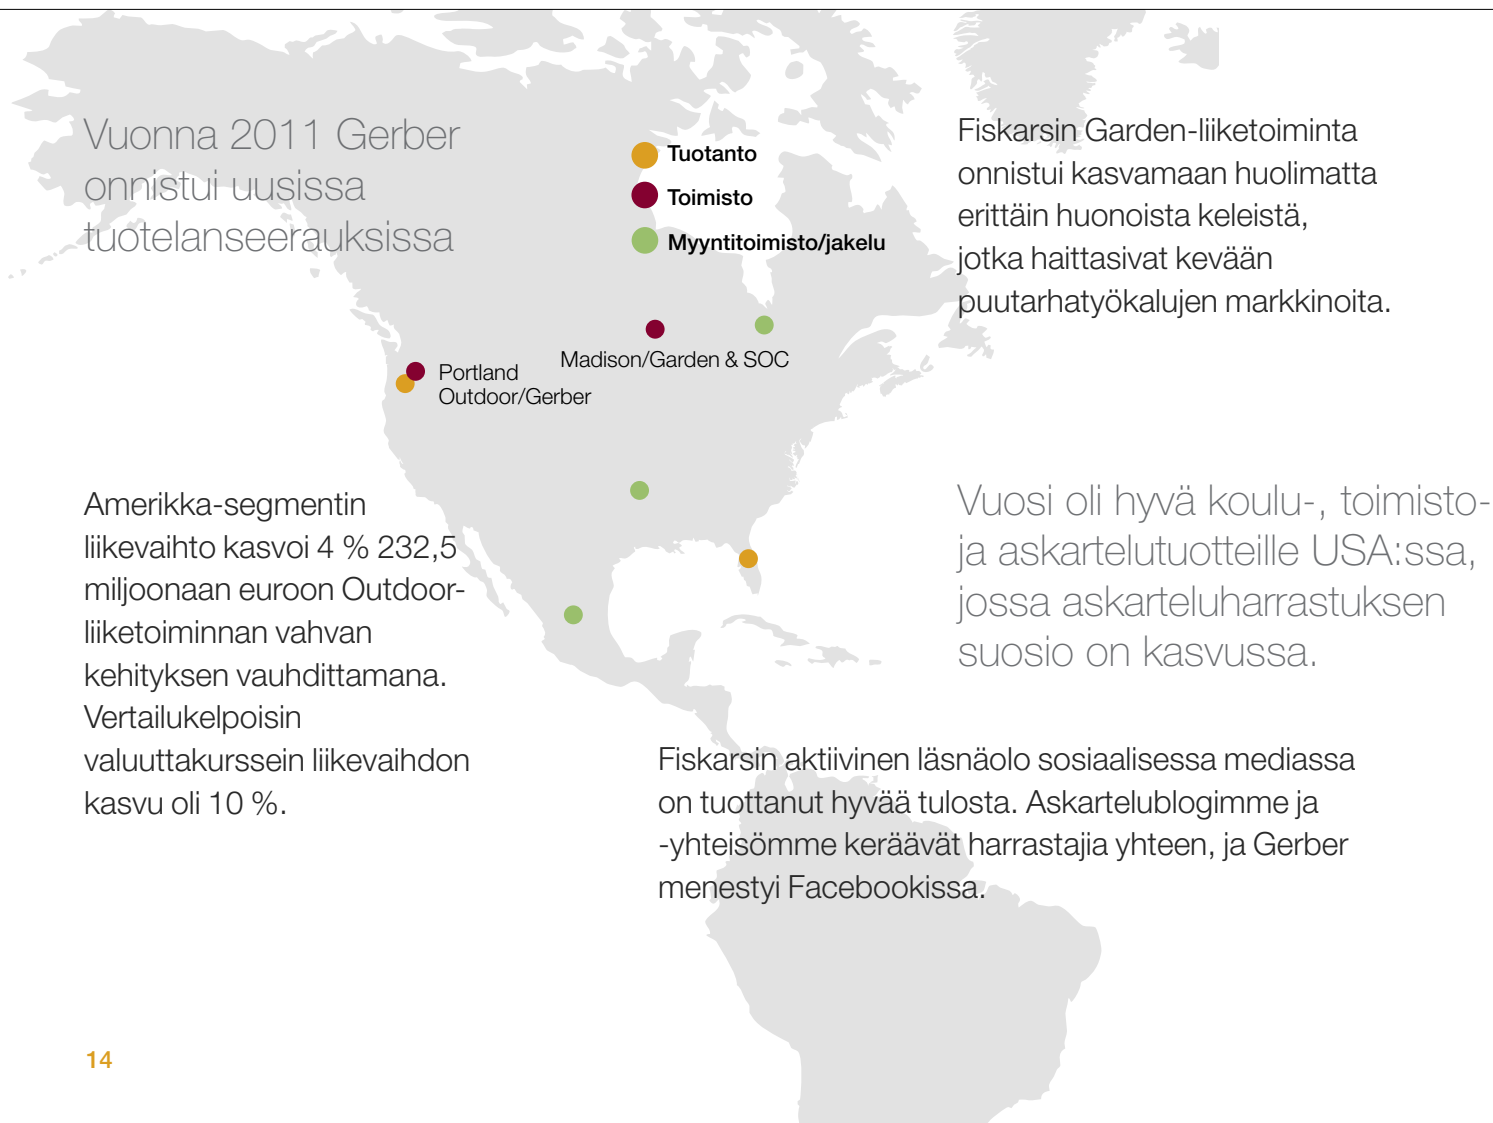 Vuonna 2011 Gerber
onnistui uusissa
tuotelanseerauksissa
Tuotanto
Toimisto
Myyntitoimisto/jakelu
Fiskarsin Garden-liiketoiminta
onnistui kasvamaan huolimatta
erittäin huonoista keleistä,
jotka haittasivat kevään
puutarhatyökalujen markkinoita.
Madison/Garden & SOC
Portland
Outdoor/Gerber
Amerikka-segmentin
liikevaihto kasvoi 4 % 232,5
miljoonaan euroon Outdoor-
liiketoiminnan vahvan
kehityksen vauhdittamana.
Vertailukelpoisin
valuuttakurssein liikevaihdon
kasvu oli 10 %.
Vuosi oli hyvä koulu-, toimisto-
ja askartelutuotteille USA:ssa,
jossa askarteluharrastuksen
suosio on kasvussa.
Fiskarsin aktiivinen läsnäolo sosiaalisessa mediassa
on tuottanut hyvää tulosta. Askartelublogimme ja
-yhteisömme keräävät harrastajia yhteen, ja Gerber
menestyi Facebookissa.
14